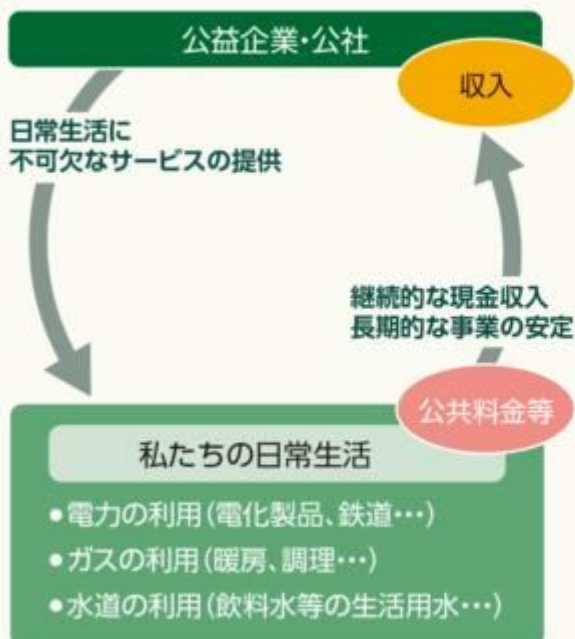 公益企業・公社
収入
日常生活に
不可欠なサービスの提供
継続的な現金収入
長期的な事業の安定
公共料金等
私たちの日常生活
●電力の利用(電化製品、鉄道・・・)
●ガスの利用(暖房、調理・・・)
●水道の利用(飲料水等の生活用水・・・)